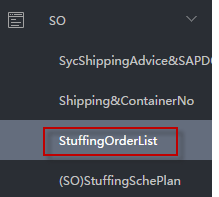 SO
SycShippingAdvice&SAPD
Shipping&ContainerNo
StuffingOrderList
(SO)StuffingSchePlan